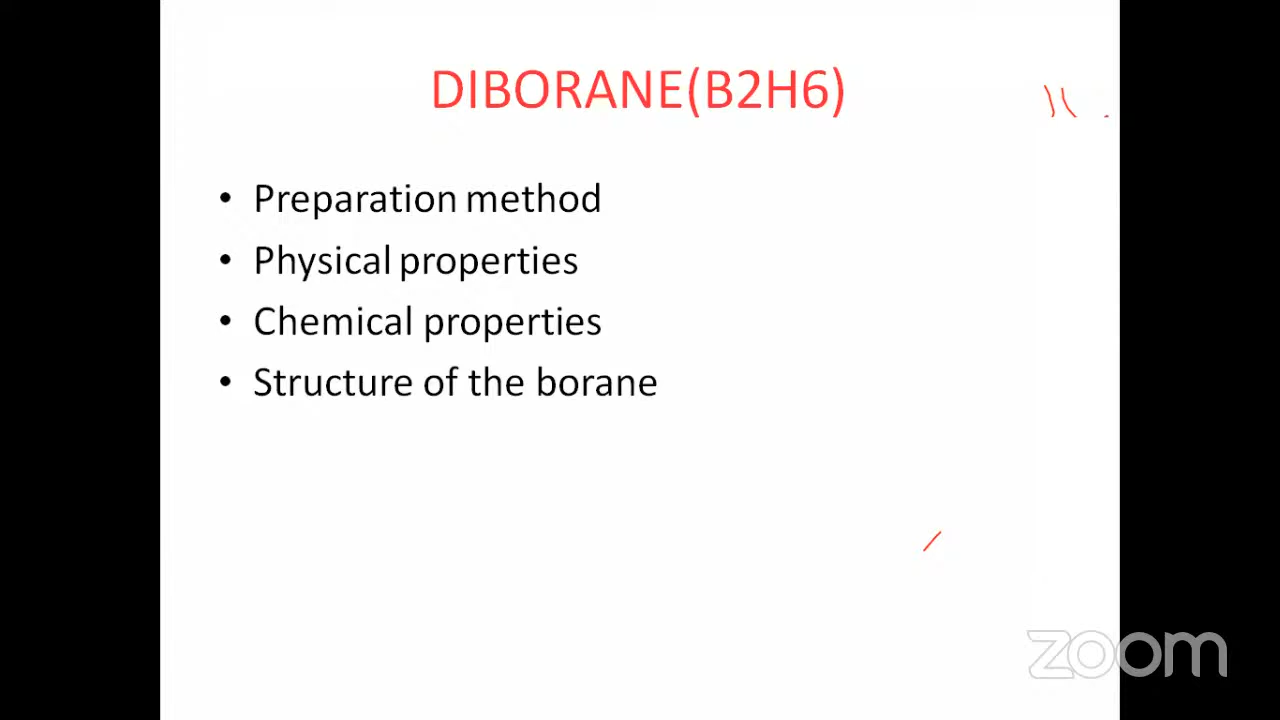 DIBORANE(B2H6)
• Preparation method
• Physical properties
• Chemical properties
• Structure of the borane
zoom